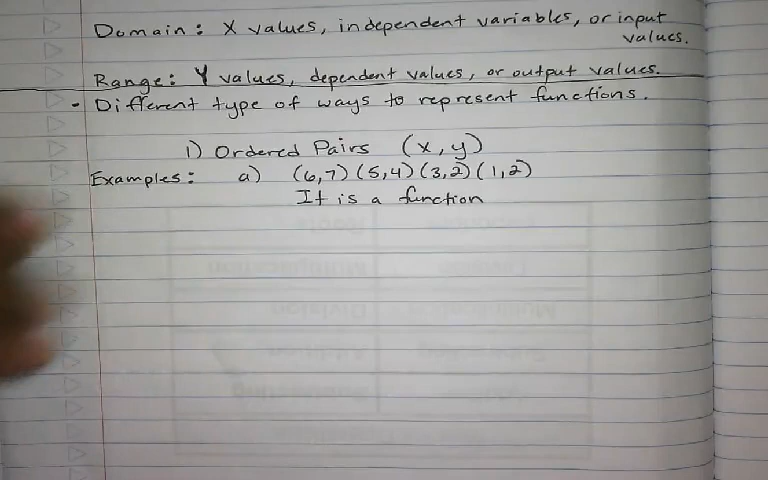 Domain: X values, independent variables, or input
values.
Range: Y values, dependent values, or output values.
- Different type of ways to represent functions.
1) Ordered Pairs (x,y)
Examples: a) (6,7) (5,4) (3,2) (1,2)
It is a function